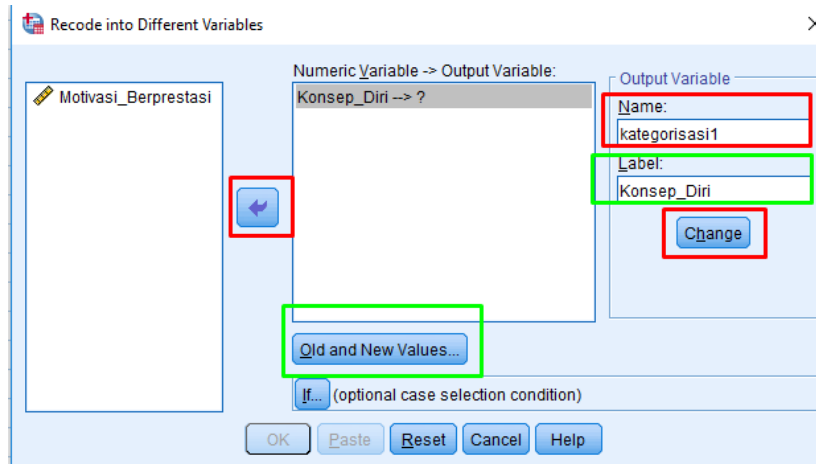 Recode into Different Variables
Motivasi_Berprestasi
Numeric Variable -> Output Variable:
Konsep_Diri --> ?
Output Variable
Name:
kategorisasi1
Label:
Konsep_Diri
Change
Old and New Values...
If... (optional case selection condition)
OK Paste Reset Cancel Help